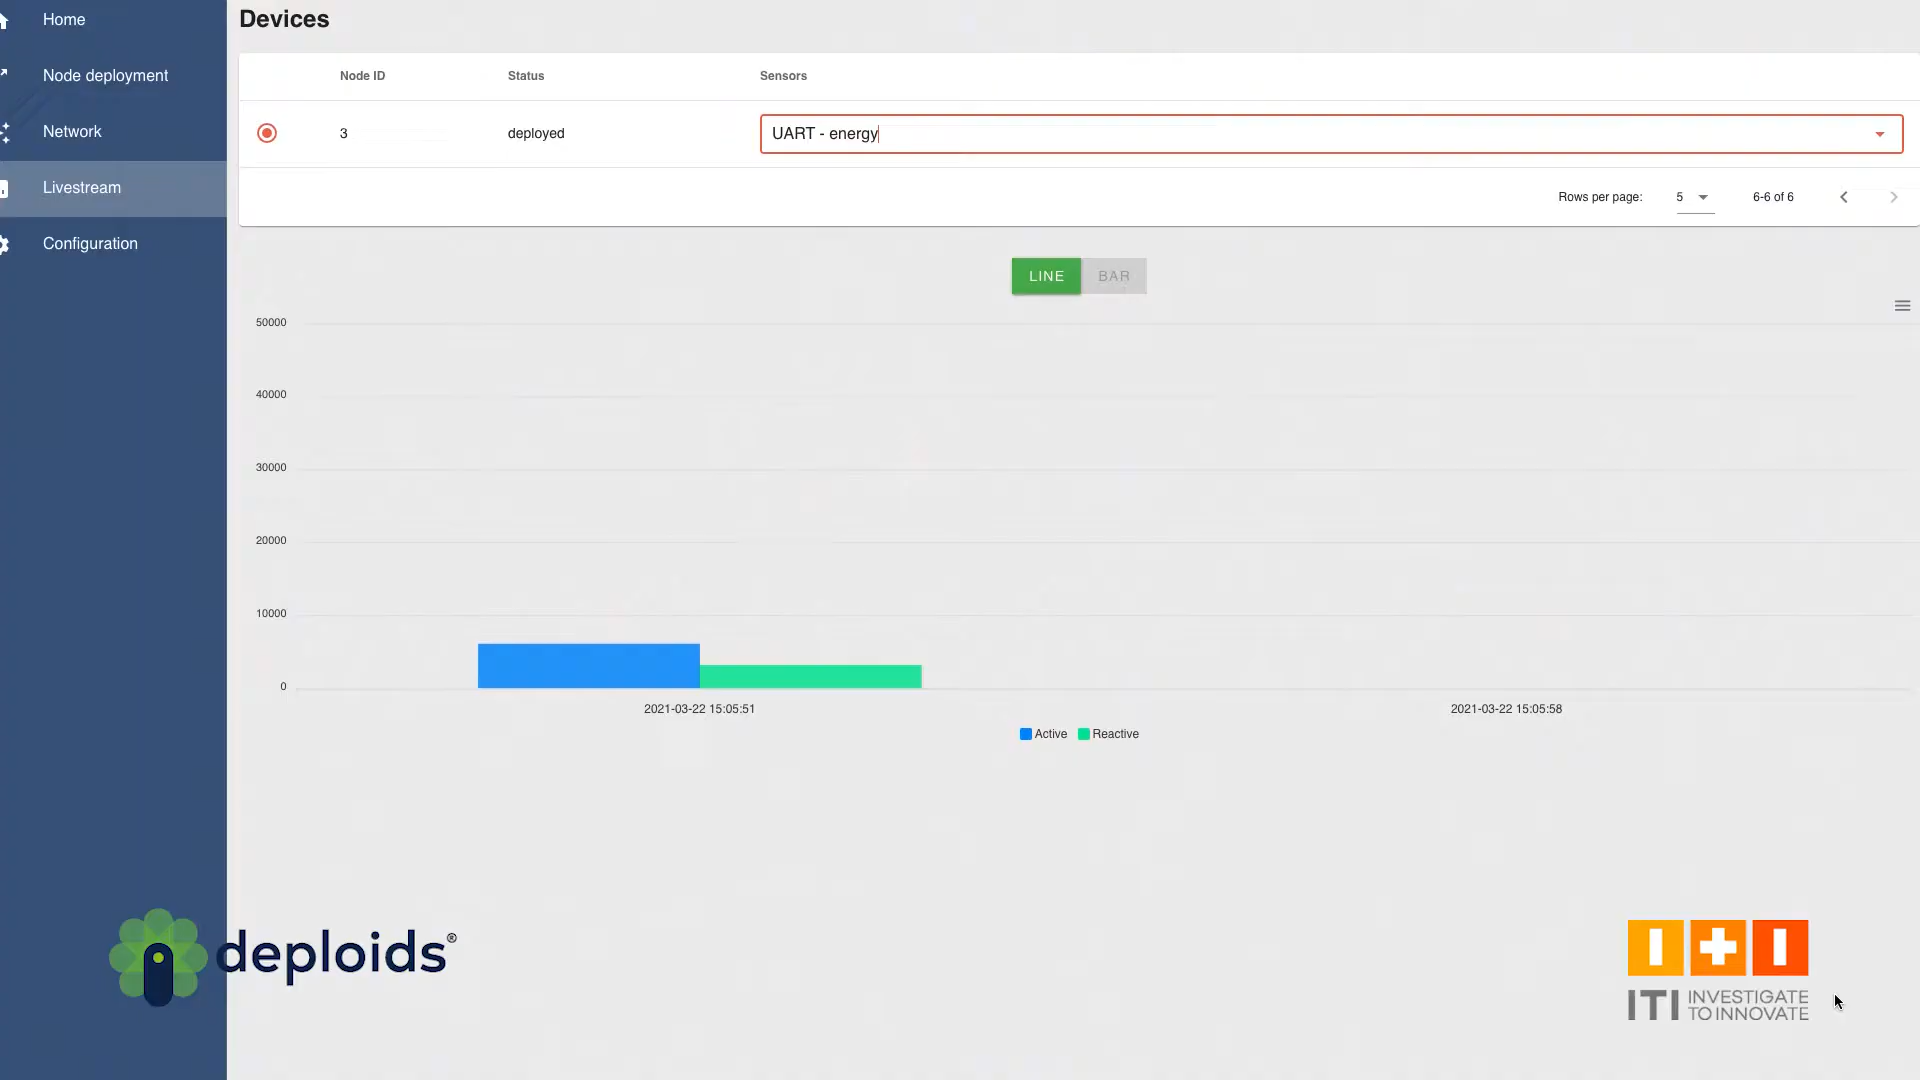 Home
Node deployment
Network
Livestream
Configuration
Devices
Node ID Status Sensors
3 deployed UART - energy
Rows per page: 5 6-6 of 6
LINE BAR
50000
40000
30000
20000
10000
0
2021-03-22 15:05:51 2021-03-22 15:05:58
Active Reactive
deploids®
ITI INVESTIGATE
TO INNOVATE